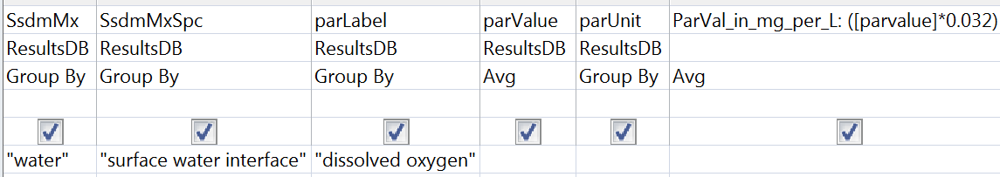 SsdmMx SsdmMxSpc parLabel parValue parUnit ParVal_in_mg_per_L: ([parvalue]*0.032)
ResultsDB ResultsDB ResultsDB ResultsDB ResultsDB
Group By Group By Group By Avg Group By Avg
"water" "surface water interface" "dissolved oxygen"